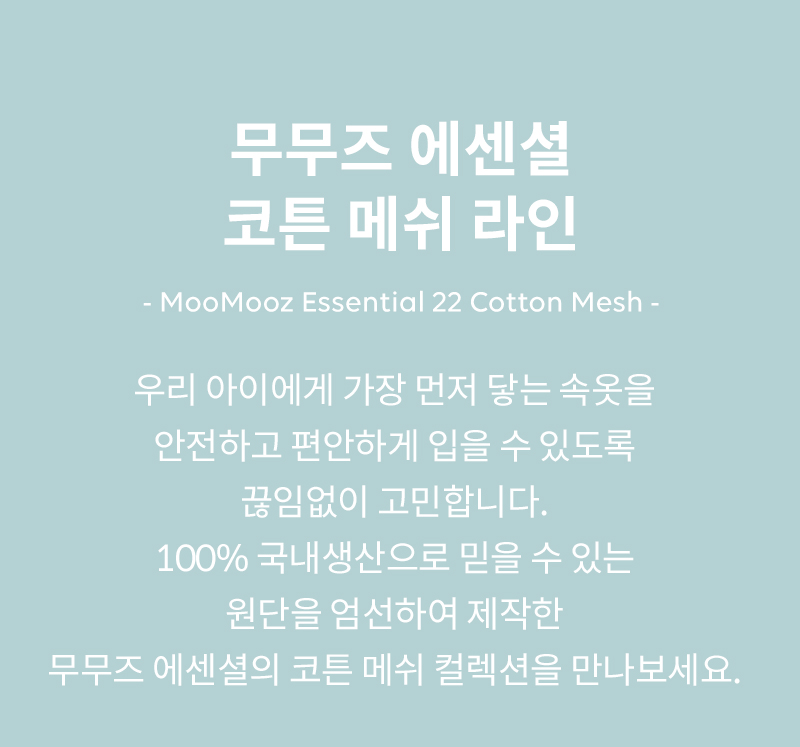 무무즈 에센셜
코튼 메쉬 라인
- MooMooz Essential 22 Cotton Mesh -
우리 아이에게 가장 먼저 닿는 속옷을
안전하고 편안하게 입을 수 있도록
끊임없이 고민합니다.
100% 국내생산으로 믿을 수 있는
원단을 엄선하여 제작한
무무즈 에센셜의 코튼 메쉬 컬렉션을 만나보세요.